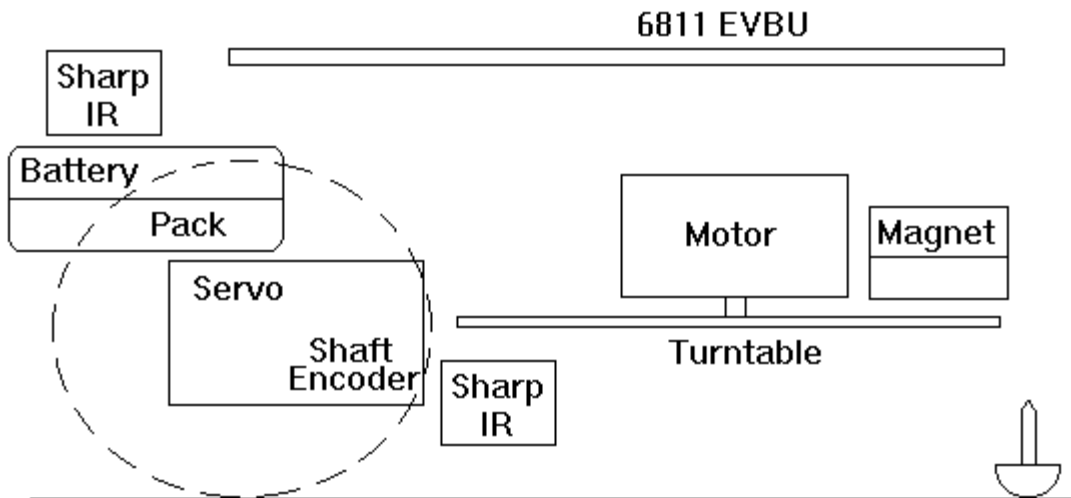 6811 EVBU
Sharp
IR
Battery
Pack
Motor
Magnet
Servo
Shaft
Encoder
Turntable
Sharp
IR